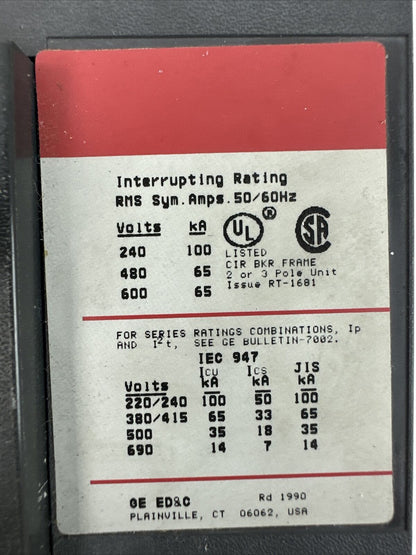 Interrupting Rating
RMS Sym. Amps. 50/60Hz
Volts kA
240 100
480 65
600 65
UL ®
SA
LISTED
CIR BKR FRAME
2 or 3 Pole Unit
Issue RT-1681
FOR SERIES RATINGS COMBINATIONS, Ip
AND I²t, SEE GE BULLETIN-7002.
IEC 947
Icu Ics JIS
Volts kA kA kA
220/240 100 50 100
380/415 65 33 65
500 35 18 35
690 14 7 14
GE ED&C Rd 1990
PLAINVILLE, CT 06062, USA